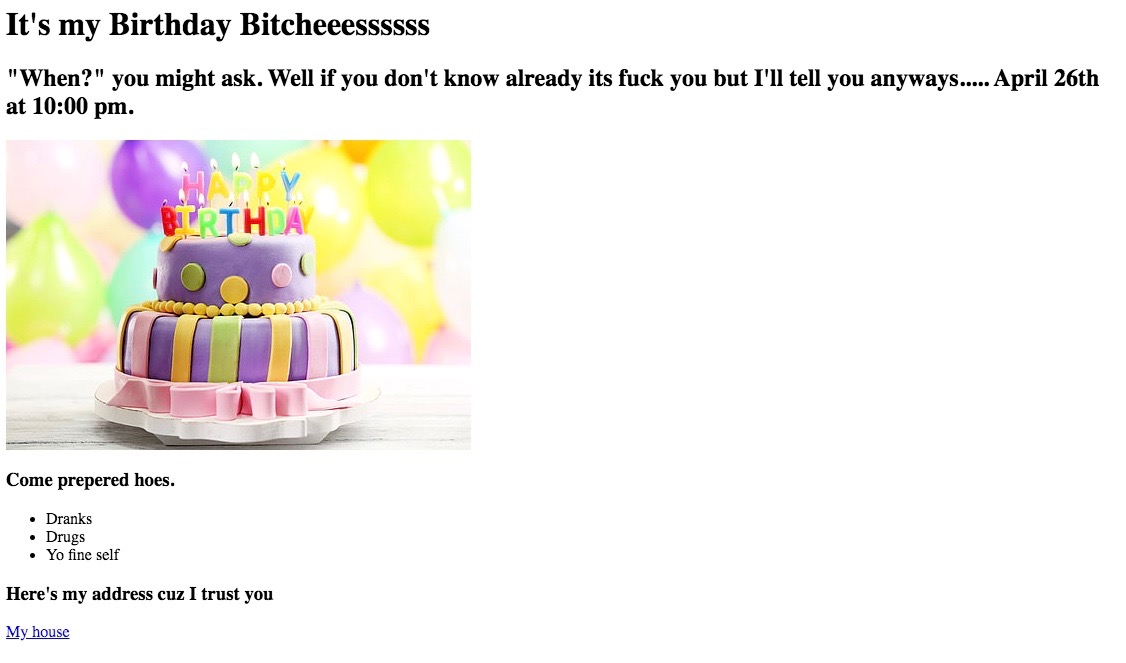 It's my Birthday Bitcheeesssssss
"When?" you might ask. Well if you don't know already its fuck you but I'll tell you anyways..... April 26th
at 10:00 pm.
HAPPY
BIRTHDAY
Come prepered hoes.
Dranks
Drugs
Yo fine self
Here's my address cuz I trust you
My house